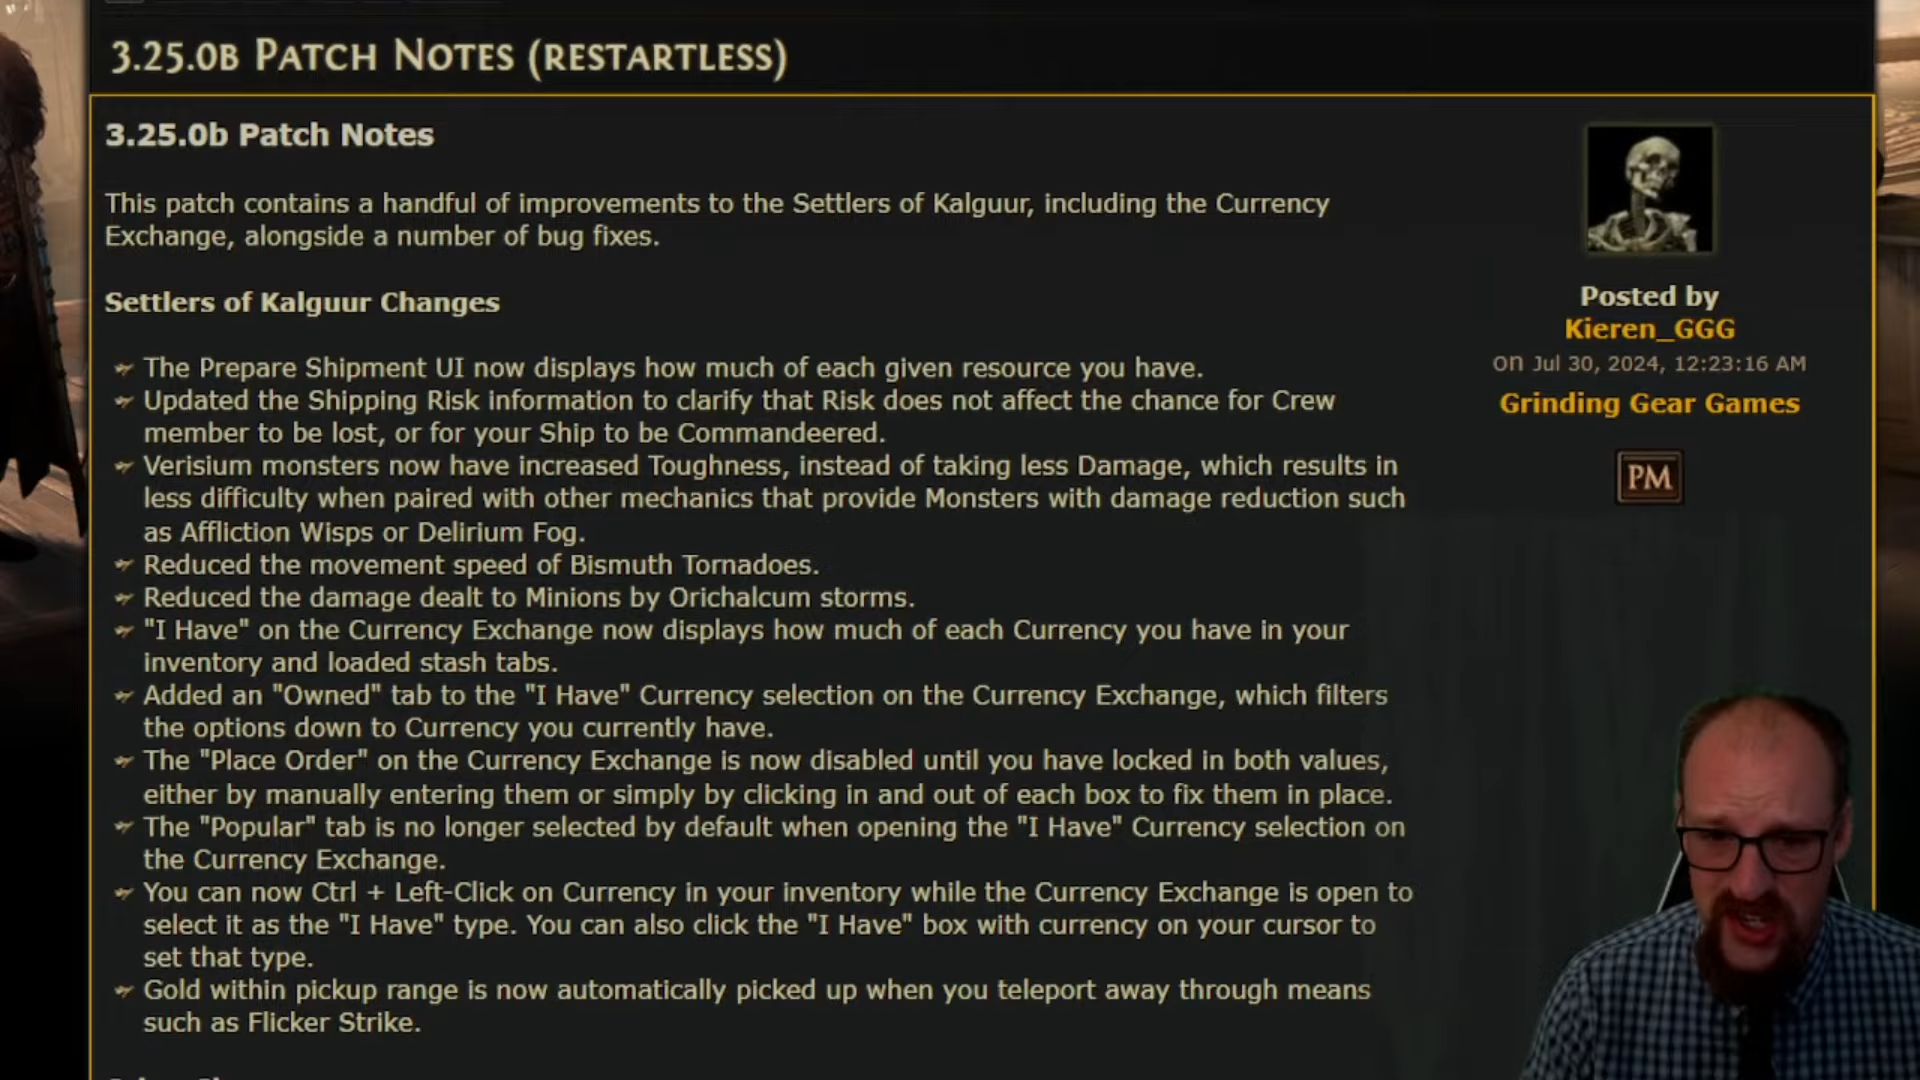 3.25.0B PATCH NOTES (RESTARTLESS)
3.25.0b Patch Notes
This patch contains a handful of improvements to the Settlers of Kalguur, including the Currency
Exchange, alongside a number of bug fixes.
Settlers of Kalguur Changes
The Prepare Shipment UI now displays how much of each given resource you have.
Updated the Shipping Risk information to clarify that Risk does not affect the chance for Crew
member to be lost, or for your Ship to be Commandeered.
Verisium monsters now have increased Toughness, instead of taking less Damage, which results in
less difficulty when paired with other mechanics that provide Monsters with damage reduction such
as Affliction Wisps or Delirium Fog.
Reduced the movement speed of Bismuth Tornadoes.
Reduced the damage dealt to Minions by Orichalcum storms.
"I Have" on the Currency Exchange now displays how much of each Currency you have in your
inventory and loaded stash tabs.
Added an "Owned" tab to the "I Have" Currency selection on the Currency Exchange, which filters
the options down to Currency you currently have.
The "Place Order" on the Currency Exchange is now disabled until you have locked in both values,
either by manually entering them or simply by clicking in and out of each box to fix them in place.
The "Popular" tab is no longer selected by default when opening the "I Have" Currency selection on
the Currency Exchange.
You can now Ctrl + Left-Click on Currency in your inventory while the Currency Exchange is open to
select it as the "I Have" type. You can also click the "I Have" box with currency on your cursor to
set that type.
Gold within pickup range is now automatically picked up when you teleport away through means
such as Flicker Strike.
Posted by
Kieren_GGG
on Jul 30, 2024, 12:23:16 AM
Grinding Gear Games
PM